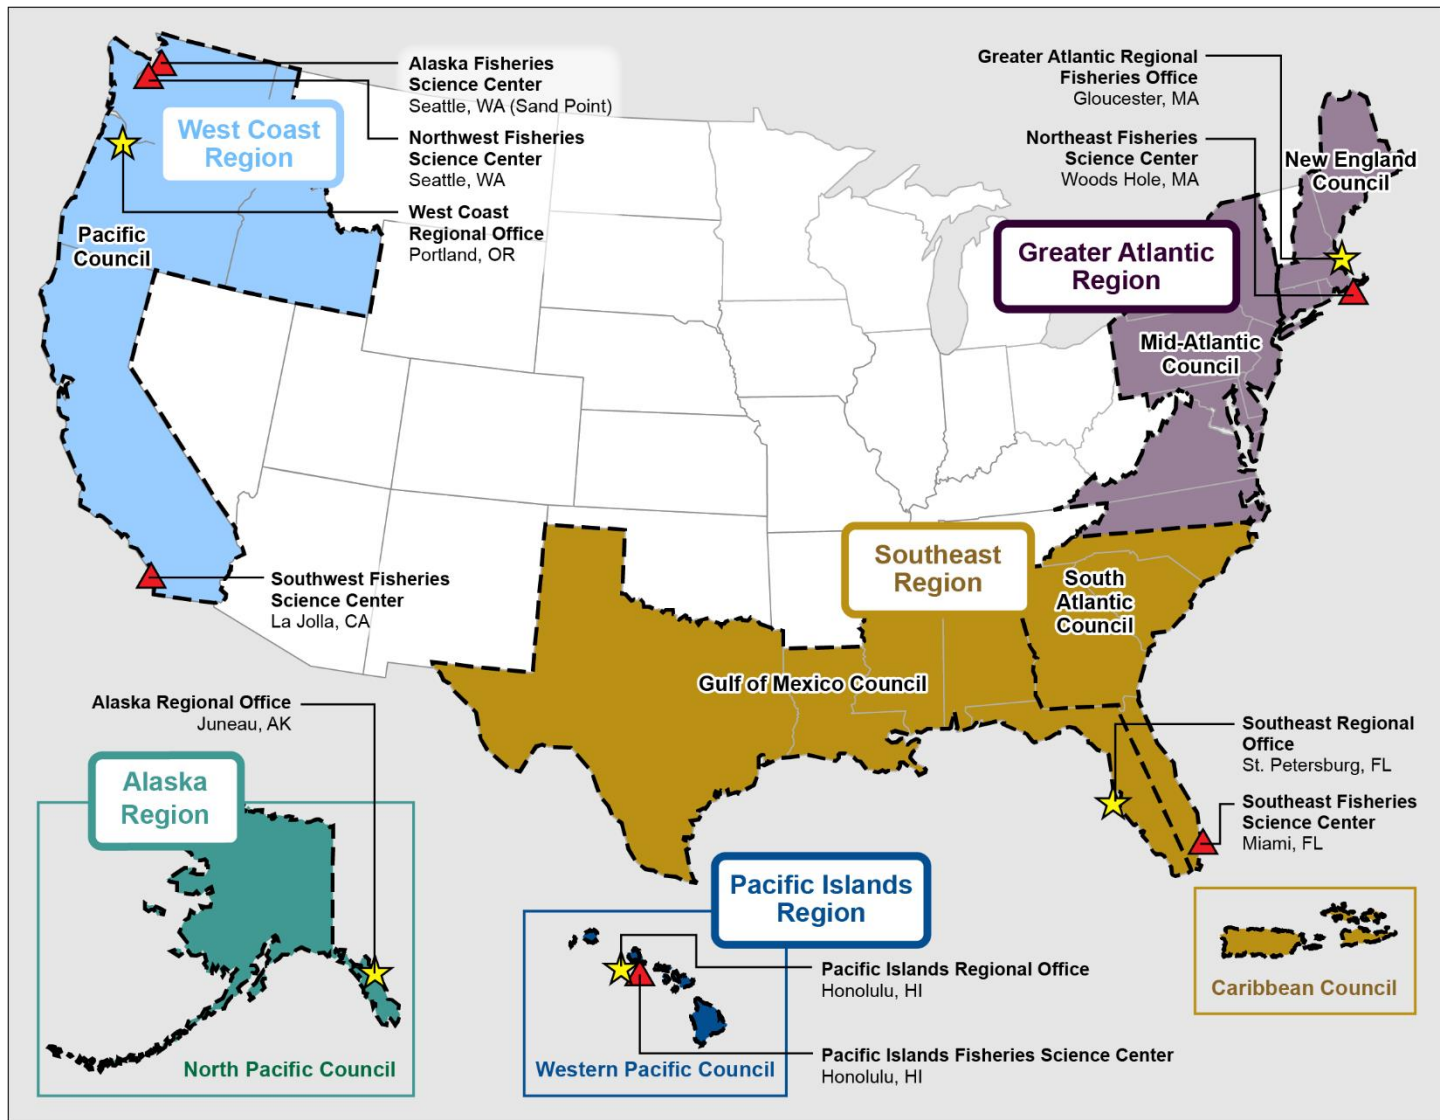 Alaska Fisheries
Science Center
Seattle, WA (Sand Point)
Northwest Fisheries
Science Center
Seattle, WA
West Coast
Regional Office
Portland, OR
West Coast
Region
Pacific
Council
Greater Atlantic Regional
Fisheries Office
Gloucester, MA
Northeast Fisheries
Science Center
Woods Hole, MA
New England
Council
Greater Atlantic
Region
Mid-Atlantic
Council
Southwest Fisheries
Science Center
La Jolla, CA
Southeast
Region
South
Atlantic
Council
Gulf of Mexico Council
Alaska Regional Office
Juneau, AK
Alaska
Region
North Pacific Council
Southeast Regional
Office
St. Petersburg, FL
Southeast Fisheries
Science Center
Miami, FL
Pacific Islands
Region
Pacific Islands Regional Office
Honolulu, HI
Pacific Islands Fisheries Science Center
Honolulu, HI
Western Pacific Council
Caribbean Council